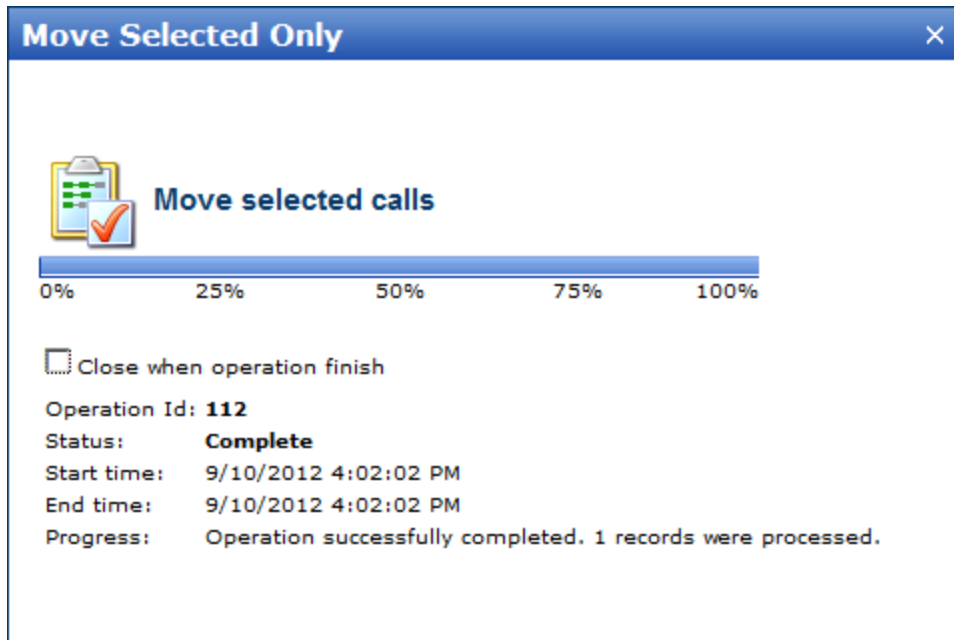 Move Selected Only
Move selected calls
0% 25% 50% 75% 100%
Close when operation finish
Operation Id: 112
Status: Complete
Start time: 9/10/2012 4:02:02 PM
End time: 9/10/2012 4:02:02 PM
Progress: Operation successfully completed. 1 records were processed.